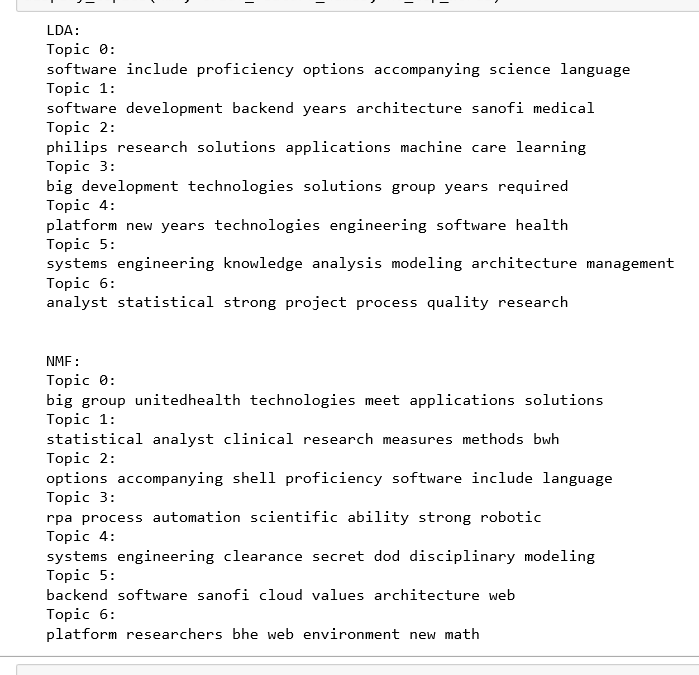 LDA:
Topic 0:
software include proficiency options accompanying science language
Topic 1:
software development backend years architecture sanofi medical
Topic 2:
philips research solutions applications machine care learning
Topic 3:
big development technologies solutions group years required
Topic 4:
platform new years technologies engineering software health
Topic 5:
systems engineering knowledge analysis modeling architecture management
Topic 6:
analyst statistical strong project process quality research
NMF:
Topic 0:
big group unitedhealth technologies meet applications solutions
Topic 1:
statistical analyst clinical research measures methods bwh
Topic 2:
options accompanying shell proficiency software include language
Topic 3:
rpa process automation scientific ability strong robotic
Topic 4:
systems engineering clearance secret dod disciplinary modeling
Topic 5:
backend software sanofi cloud values architecture web
Topic 6:
platform researchers bhe web environment new math